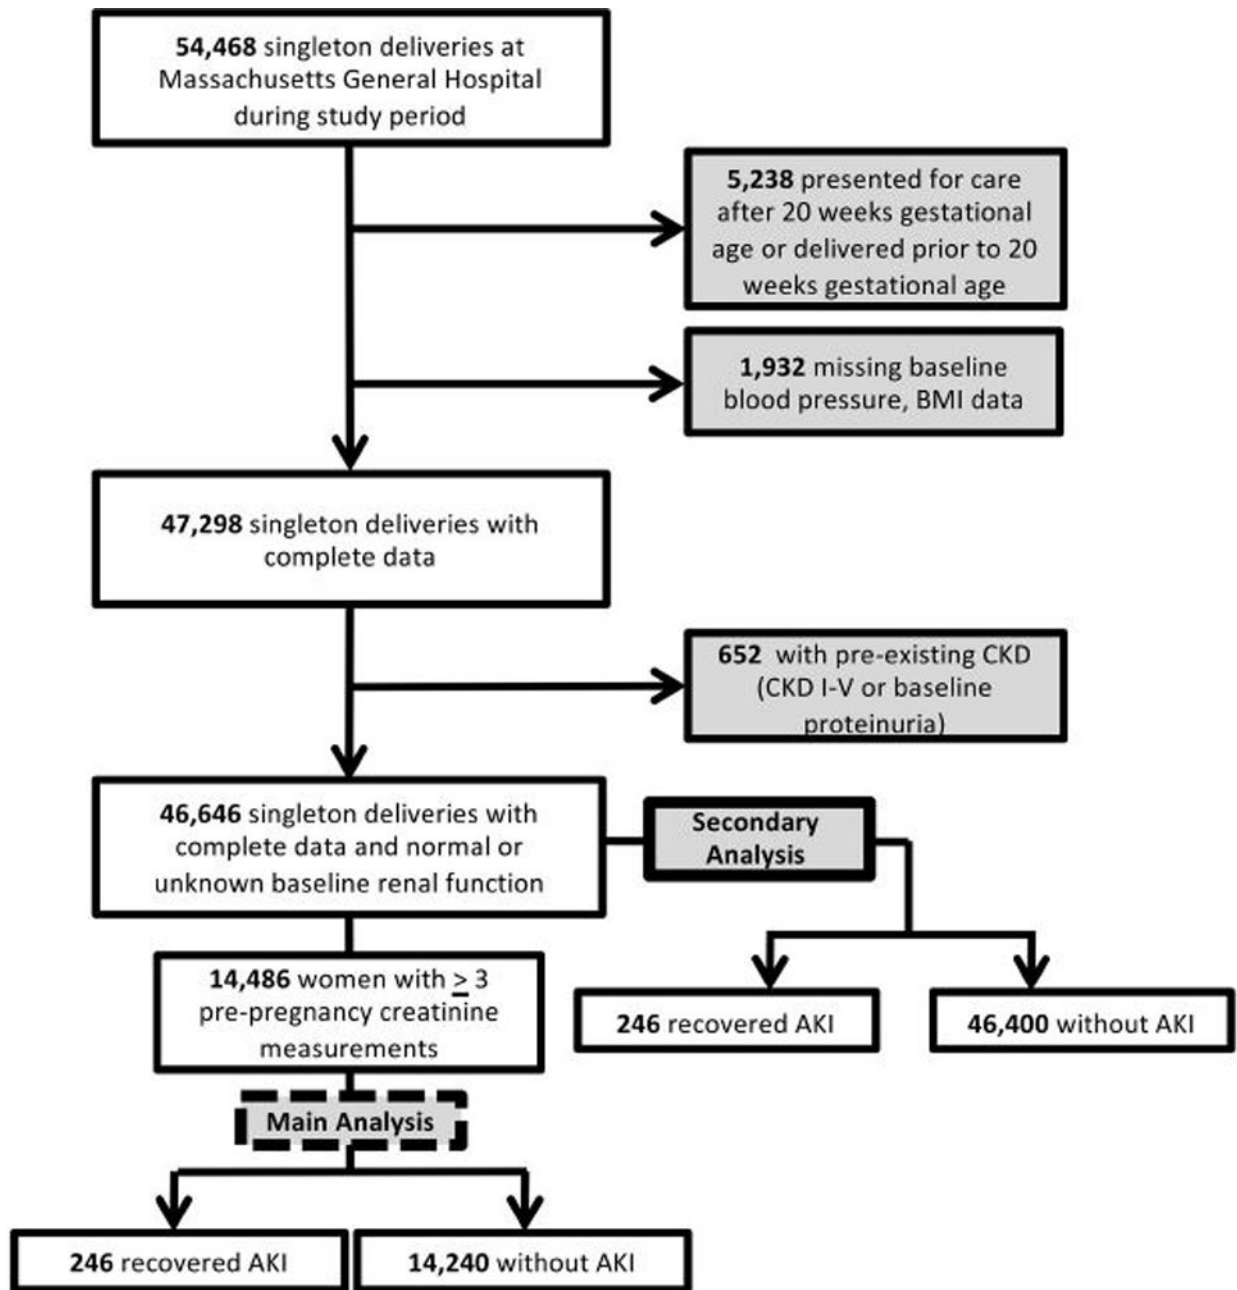 54,468 singleton deliveries at
Massachusetts General Hospital
during study period
5,238 presented for care
after 20 weeks gestational
age or delivered prior to 20
weeks gestational age
1,932 missing baseline
blood pressure, BMI data
47,298 singleton deliveries with
complete data
652 with pre-existing CKD
(CKD I-V or baseline
proteinuria)
46,646 singleton deliveries with
complete data and normal or
unknown baseline renal function
Secondary
Analysis
14,486 women with ≥ 3
pre-pregnancy creatinine
measurements
246 recovered AKI
46,400 without AKI
Main Analysis
246 recovered AKI
14,240 without AKI